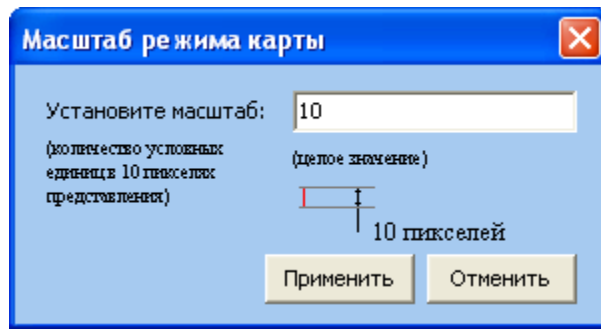 Масштаб режима карты
Установите масштаб: 10
(количество условных
единиц в 10 пикселях
представления)
(целое значение)
10 пикселей
Применить Отменить